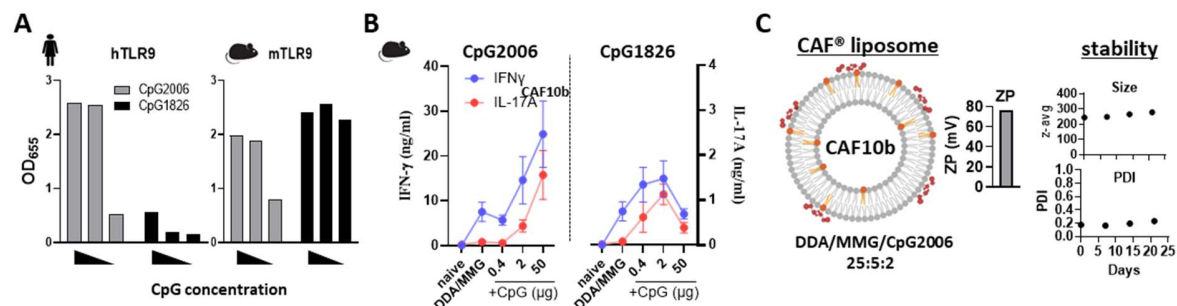 A
hTLR9
mTLR9
3
2
1
0
OD655
CpG2006
CpG1826
3
2
1
0
CpG concentration
B
CpG2006
CpG1826
IFNγ
IL-17A
CAF10b
40
30
20
10
0
IFN-γ (ng/ml)
4
3
2
1
0
IL-17A (ng/ml)
naive
DDA/MMG
0.4
2
50
+CpG (µg)
naive
DDA/MMG
0.4
2
50
+CpG (µg)
C
CAF® liposome
CAF10b
DDA/MMG/CpG2006
25:5:2
ZP
80
60
40
20
0
ZP (mV)
stability
Size
400
300
200
100
0
z-avg
PDI
1.0
0.8
0.6
0.4
0.2
0.0
PDI
0 5 10 15 20 25
Days